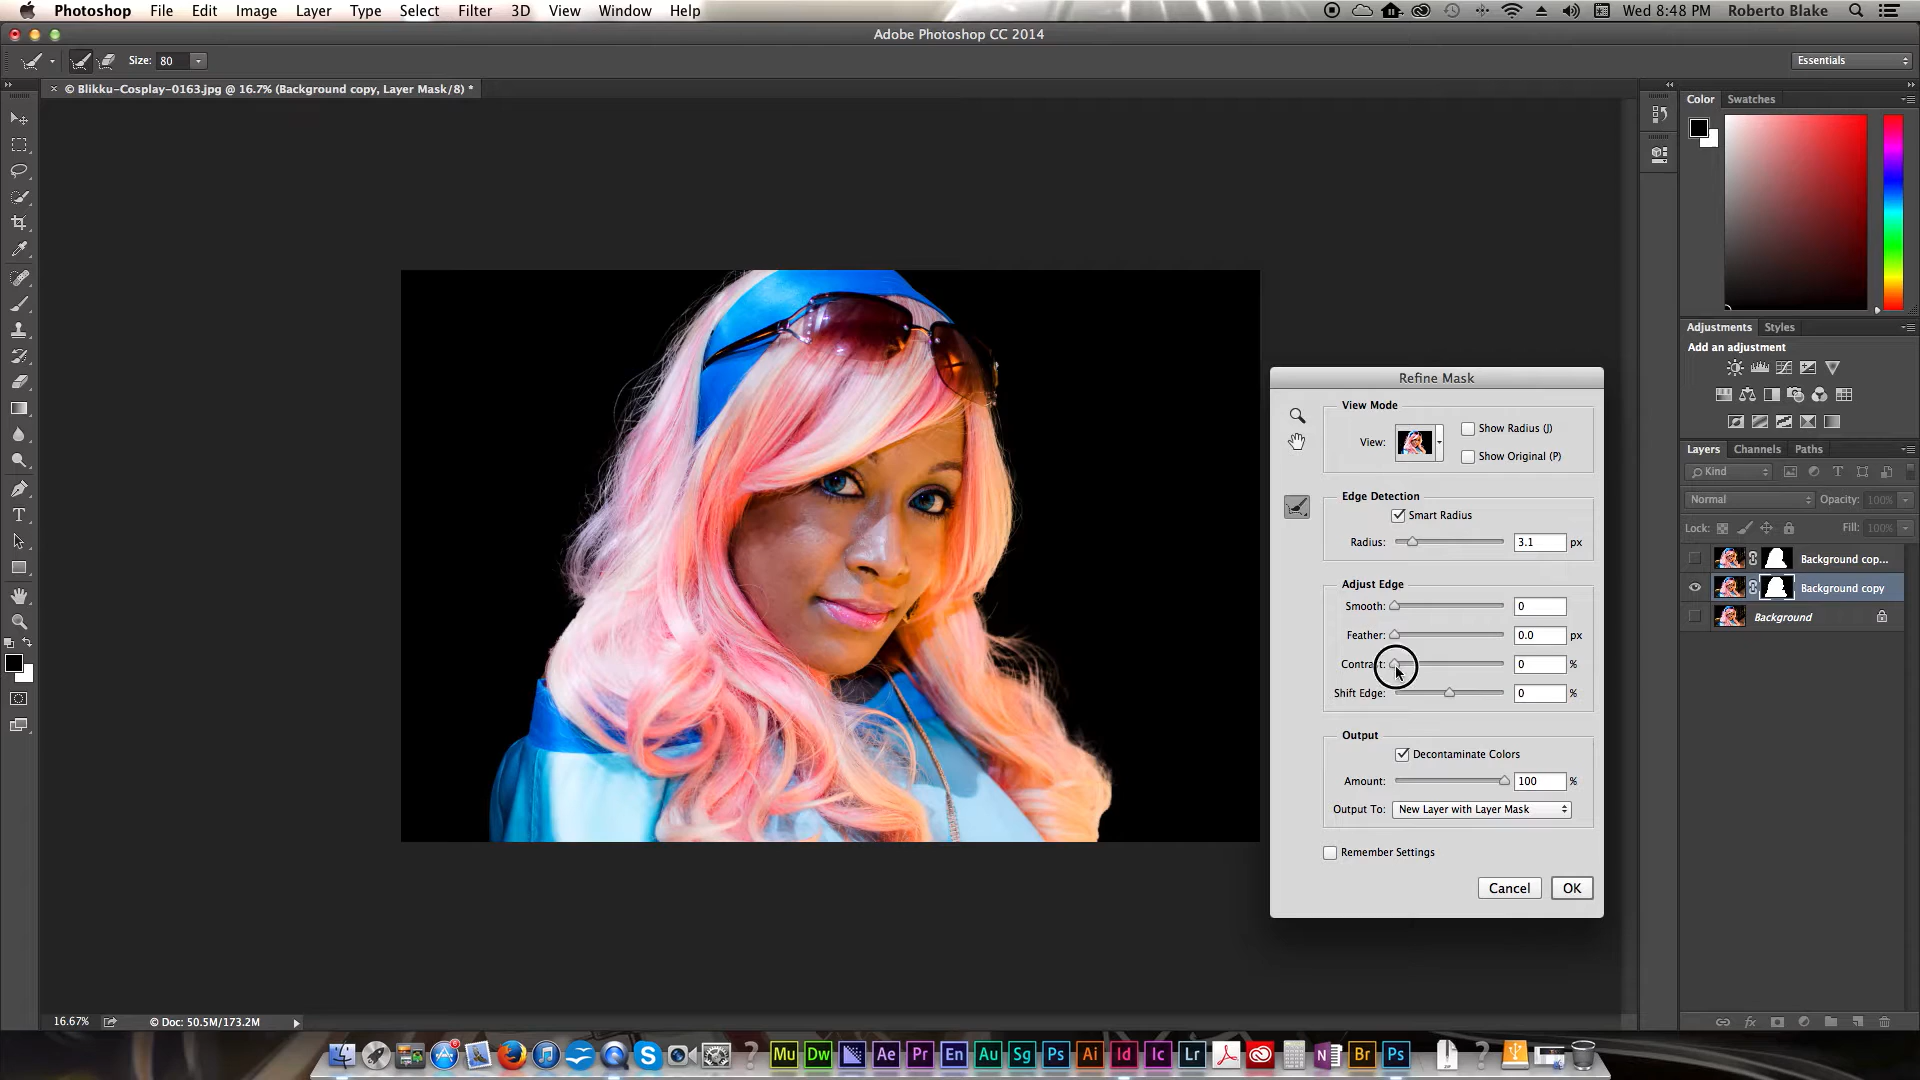 Photoshop File Edit Image Layer Type Select Filter 3D View Window Help Wed 8:48 PM Roberto Blake
Adobe Photoshop CC 2014
Size: 80 Essentials
© Blikku-Cosplay-0163.jpg @ 16.7% (Background copy, Layer Mask/8) *
Color Swatches
Adjustments Styles
Add an adjustment
Layers Channels Paths
Kind
Normal Opacity: 100%
Lock: Fill: 100%
Background cop...
Background copy
Background
Refine Mask
View Mode
View: Show Radius (J)
Show Original (P)
Edge Detection
Smart Radius
Radius: 3.1 px
Adjust Edge
Smooth: 0
Feather: 0.0 px
Contrast: 0 %
Shift Edge: 0 %
Output
Decontaminate Colors
Amount: 100 %
Output To: New Layer with Layer Mask
Remember Settings
Cancel OK
16.67% © Doc: 50.5M/173.2M
Mu Dw Ae Pr En Au Sg Ps Ai Id Ic Lr N Br Ps